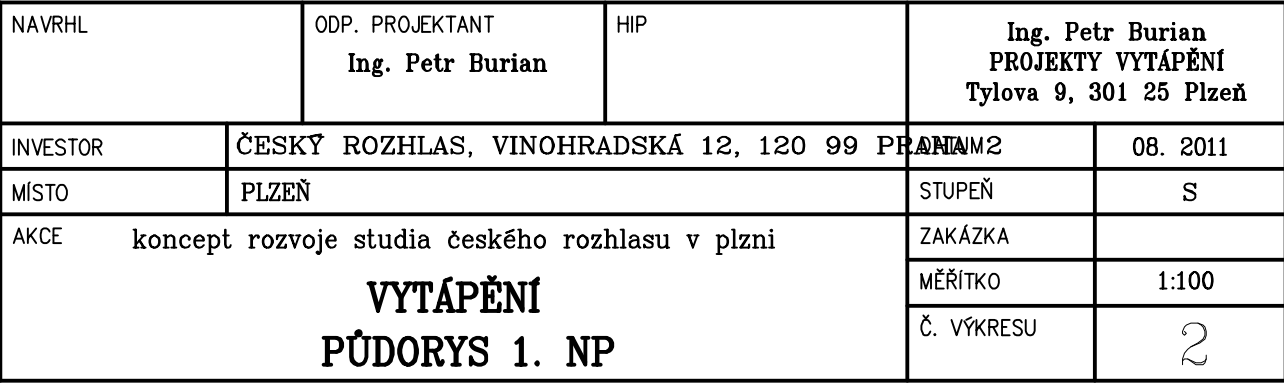 NAVRHL
ODP. PROJEKTANT
Ing. Petr Burian
HIP
Ing. Petr Burian
PROJEKTY VYTÁPĚNÍ
Tylova 9, 301 25 Plzeň
INVESTOR
ČESKÝ ROZHLAS, VINOHRADSKÁ 12, 120 99 PRAHA 2
DATUM
08. 2011
MÍSTO
PLZEŇ
STUPEŇ
S
AKCE
koncept rozvoje studia českého rozhlasu v plzni
VYTÁPĚNÍ
PŮDORYS 1. NP
ZAKÁZKA
MĚŘÍTKO
1:100
Č. VÝKRESU
2